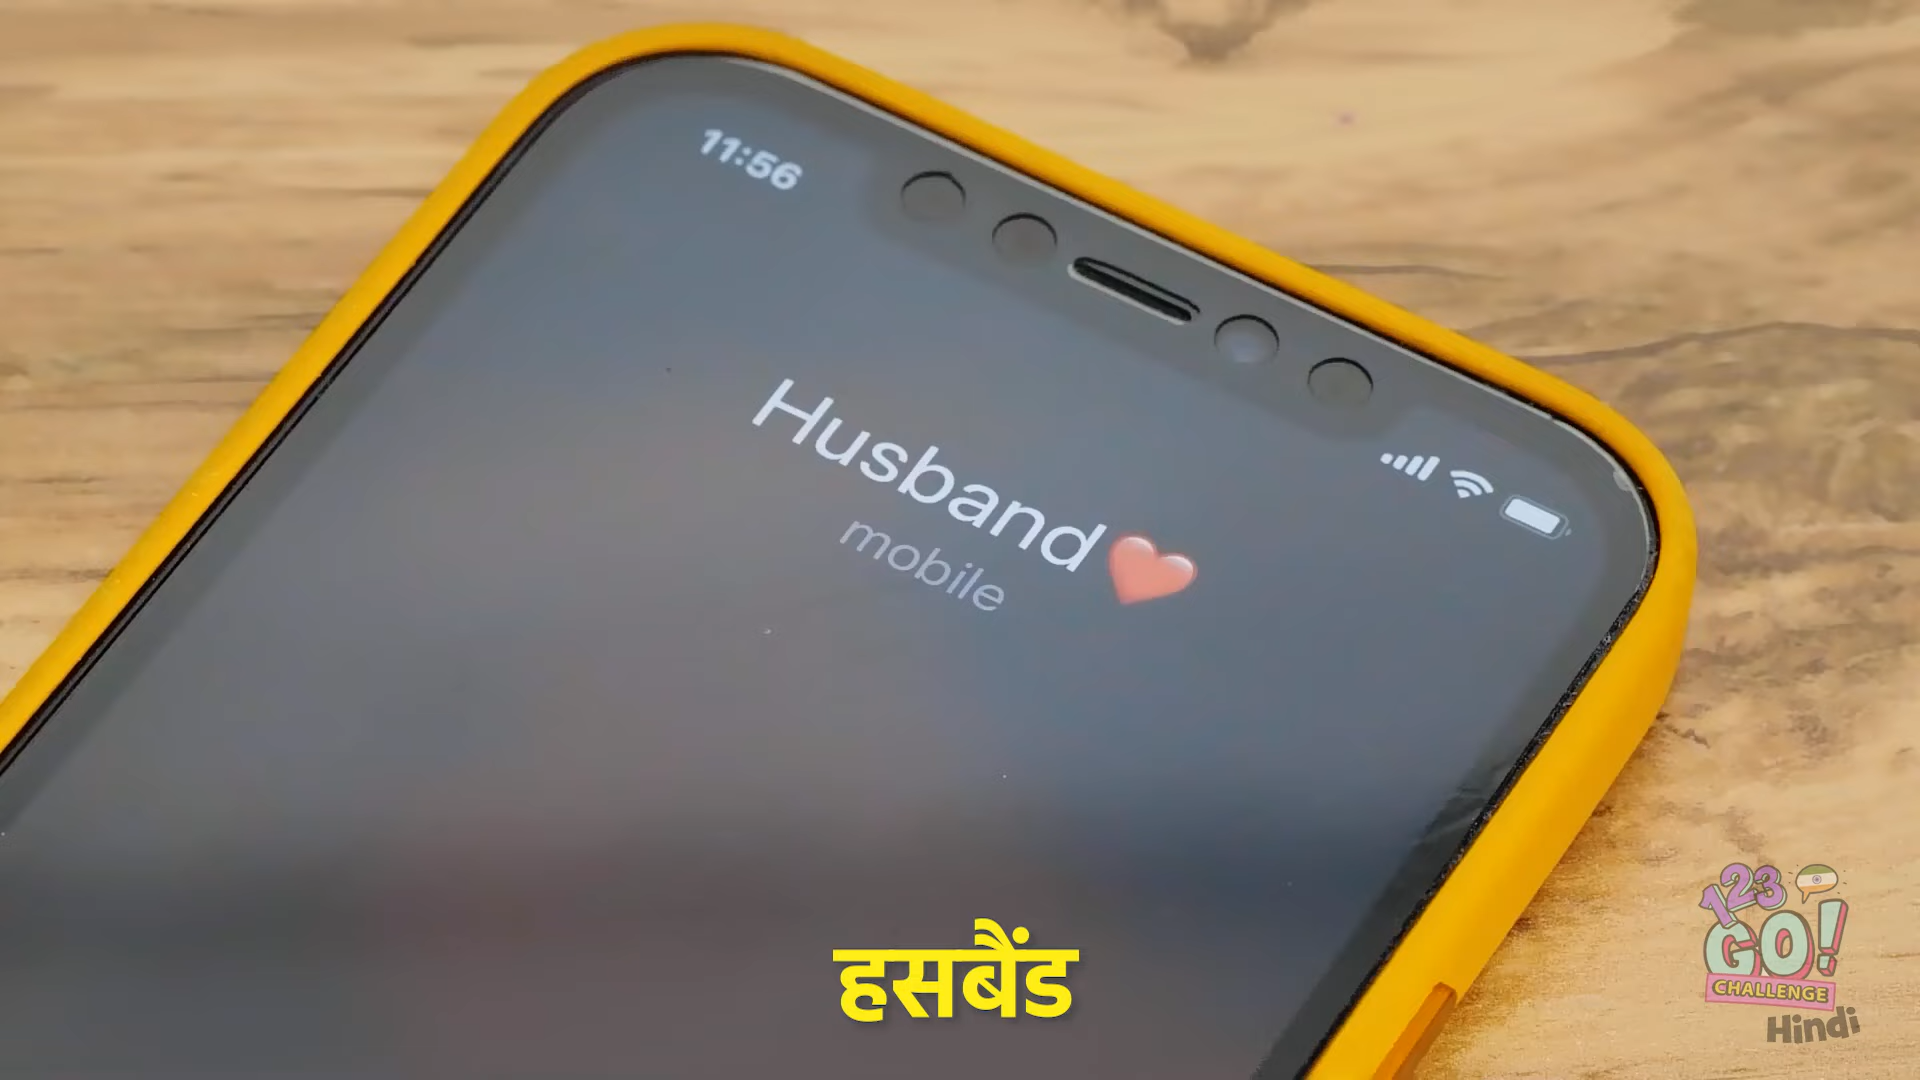 11:56
Husband❤️
mobile
हसबैंड
123
GO!
CHALLENGE
Hindi